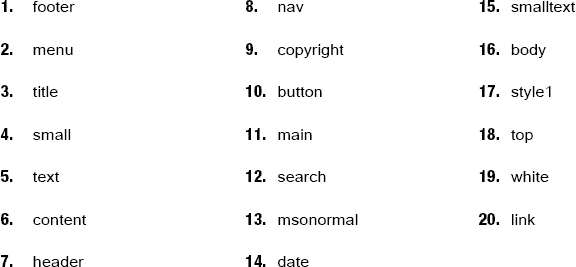 1. footer
2. menu
3. title
4. small
5. text
6. content
7. header
8. nav
9. copyright
10. button
11. main
12. search
13. msonormal
14. date
15. smalltext
16. body
17. style1
18. top
19. white
20. link